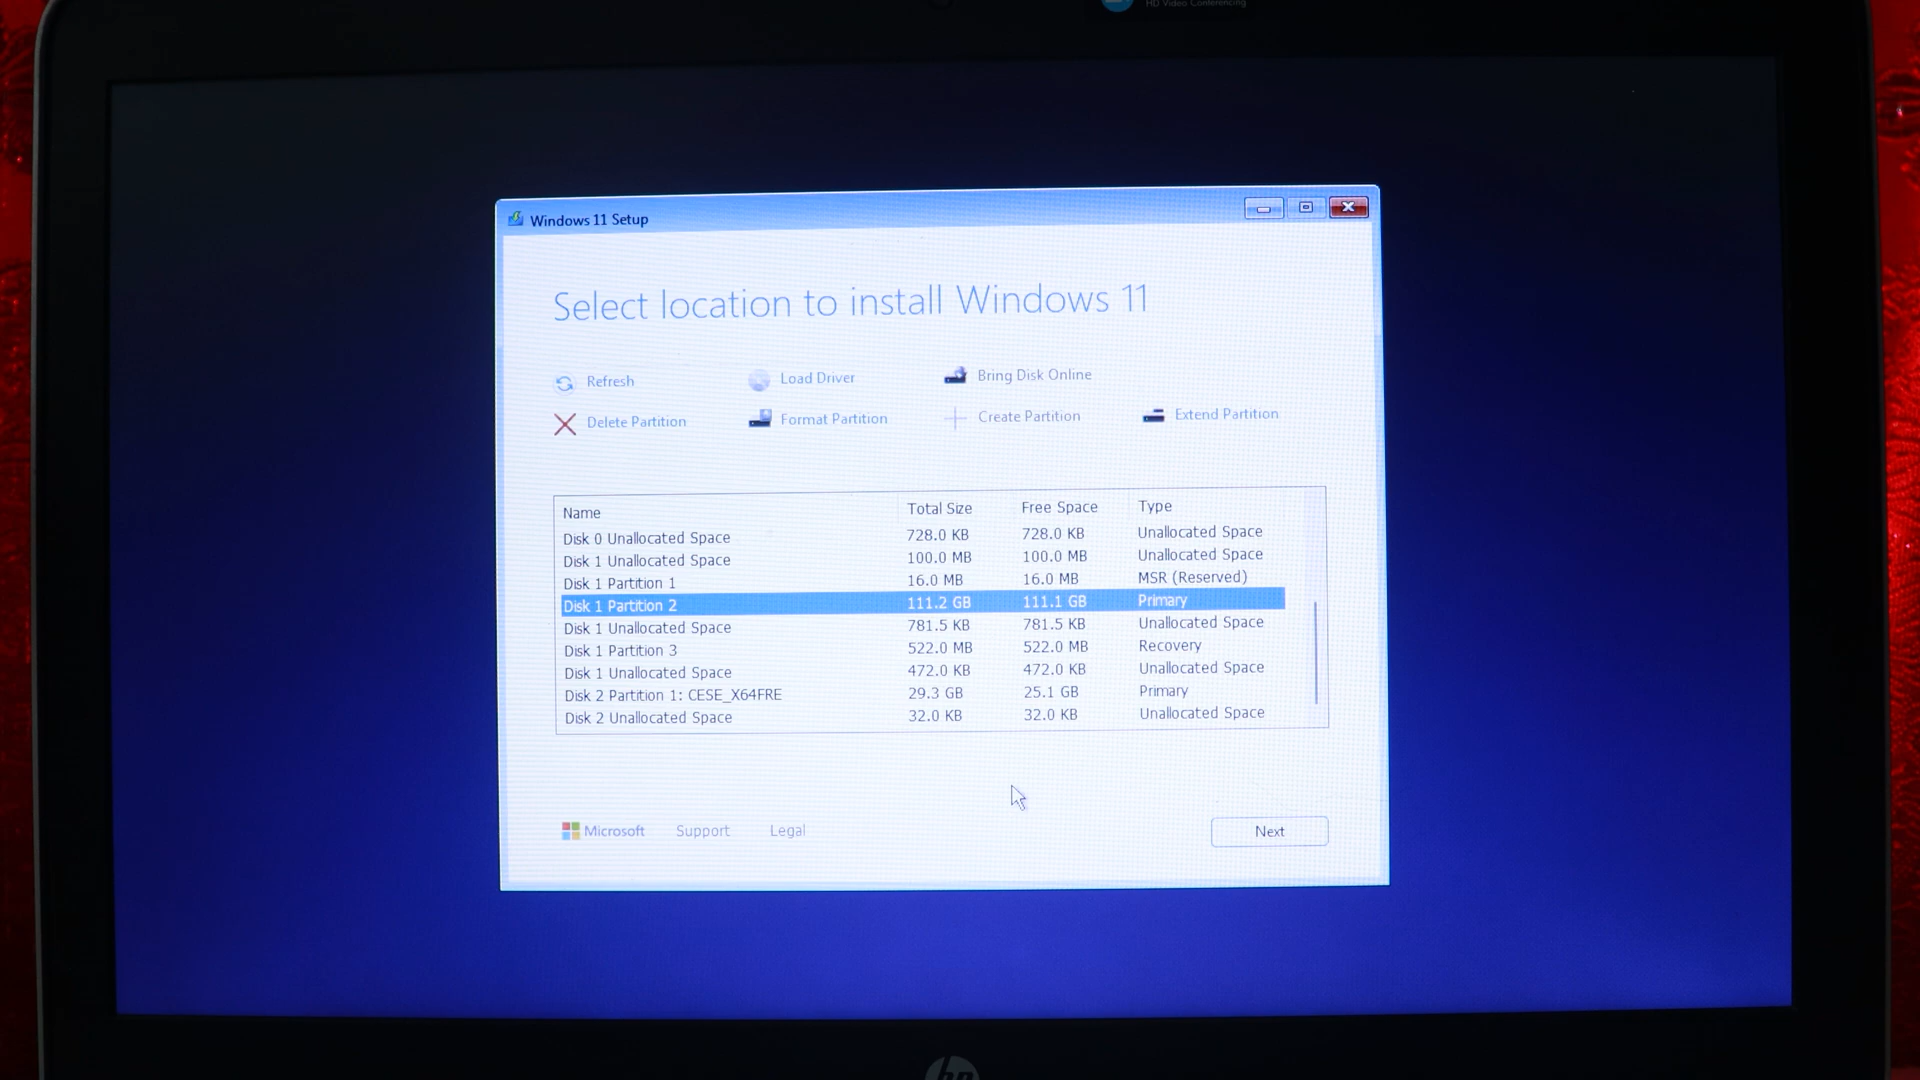 HD Video Conferencing
Windows 11 Setup
Select location to install Windows 11
Refresh Load Driver Bring Disk Online
Delete Partition Format Partition Create Partition Extend Partition
Name Total Size Free Space Type
Disk 0 Unallocated Space 728.0 KB 728.0 KB Unallocated Space
Disk 1 Unallocated Space 100.0 MB 100.0 MB Unallocated Space
Disk 1 Partition 1 16.0 MB 16.0 MB MSR (Reserved)
Disk 1 Partition 2 111.2 GB 111.1 GB Primary
Disk 1 Unallocated Space 781.5 KB 781.5 KB Unallocated Space
Disk 1 Partition 3 522.0 MB 522.0 MB Recovery
Disk 1 Unallocated Space 472.0 KB 472.0 KB Unallocated Space
Disk 2 Partition 1: CESE_X64FRE 29.3 GB 25.1 GB Primary
Disk 2 Unallocated Space 32.0 KB 32.0 KB Unallocated Space
Microsoft Support Legal Next
hp